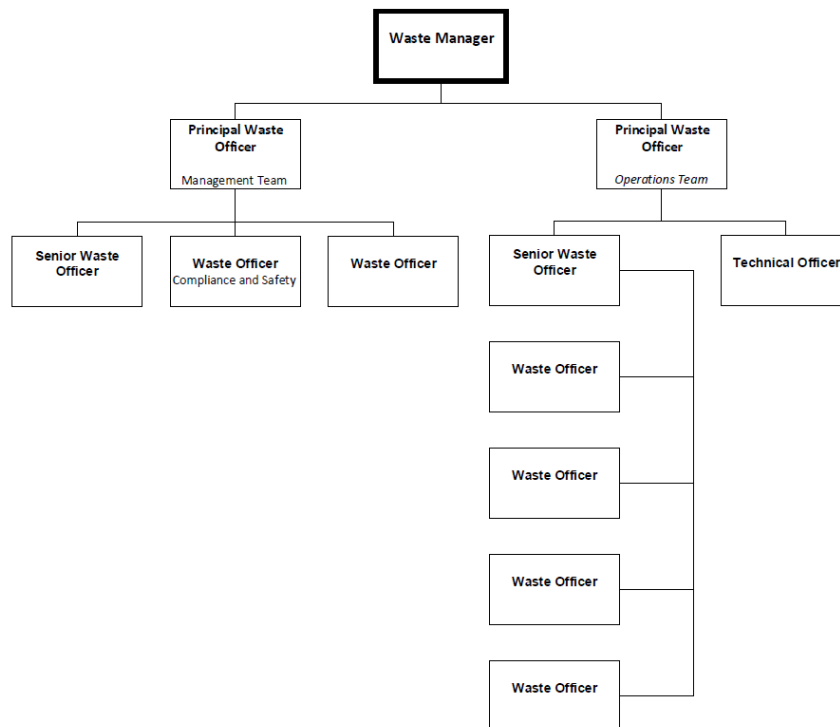 Waste Manager
Principal Waste
Officer
Management Team
Principal Waste
Officer
Operations Team
Senior Waste
Officer
Waste Officer
Compliance and Safety
Waste Officer
Senior Waste
Officer
Technical Officer
Waste Officer
Waste Officer
Waste Officer
Waste Officer